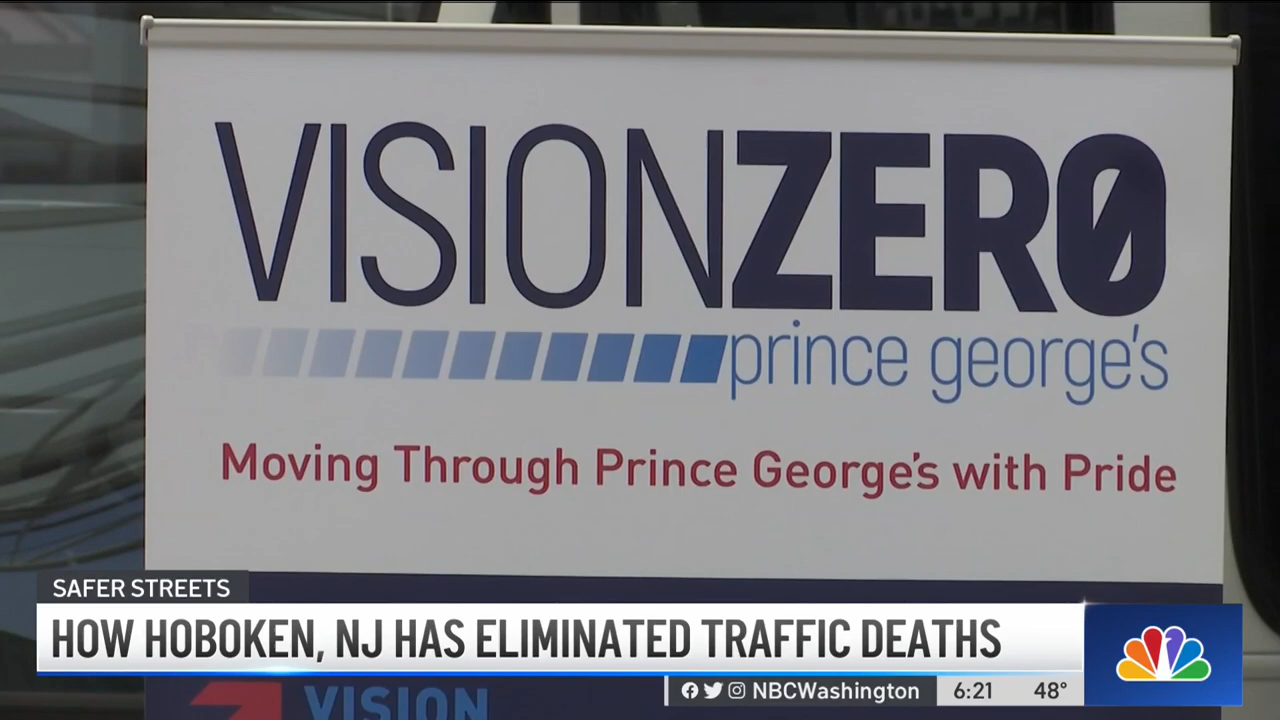 VISIONZERO
prince george's
Moving Through Prince George's with Pride
SAFER STREETS
HOW HOBOKEN, NJ HAS ELIMINATED TRAFFIC DEATHS
VISION
NBCWashington
6:21
48°